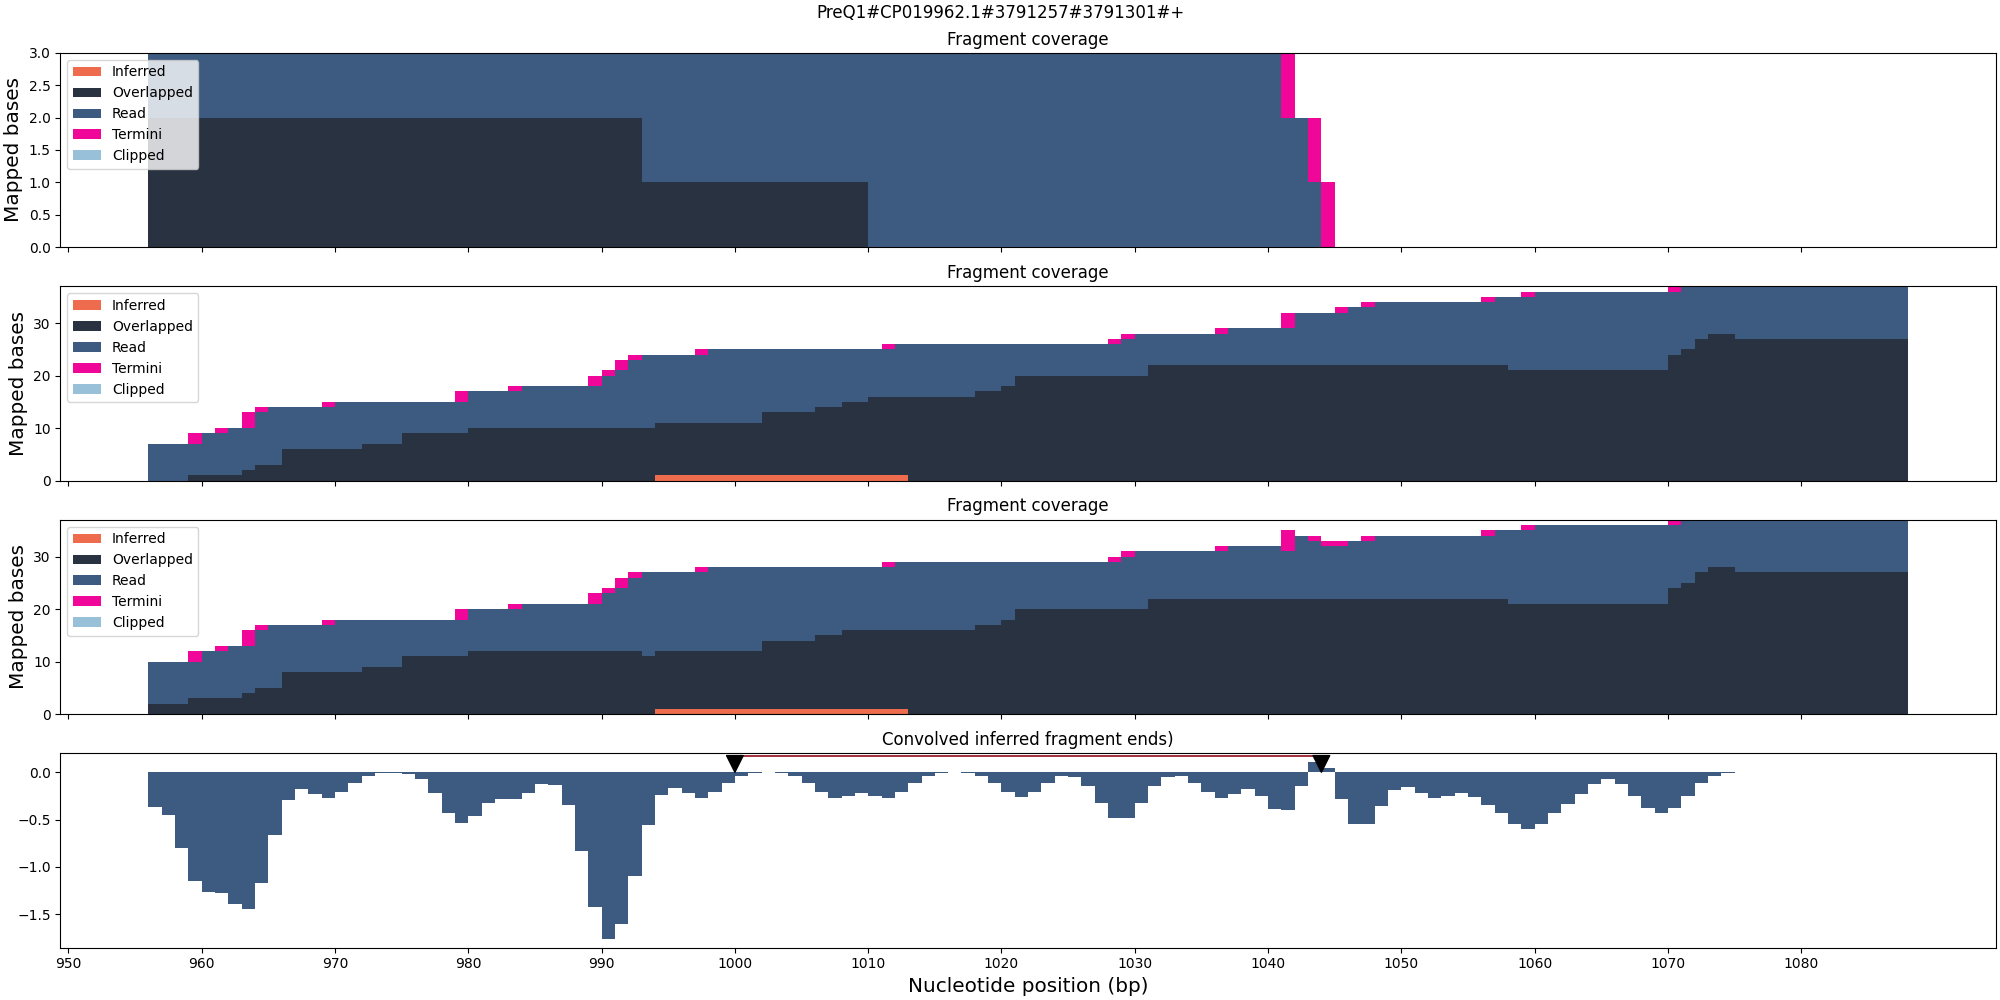 PreQ1#CP019962.1#3791257#3791301#+
Fragment coverage
Mapped bases
3.0
2.5
2.0
1.5
1.0
0.5
0.0
Inferred
Overlapped
Read
Termini
Clipped
Fragment coverage
Mapped bases
30
20
10
0
Inferred
Overlapped
Read
Termini
Clipped
Fragment coverage
Mapped bases
30
20
10
0
Inferred
Overlapped
Read
Termini
Clipped
Convolved inferred fragment ends)
0.0
−0.5
−1.0
−1.5
950 960 970 980 990 1000 1010 1020 1030 1040 1050 1060 1070 1080
Nucleotide position (bp)